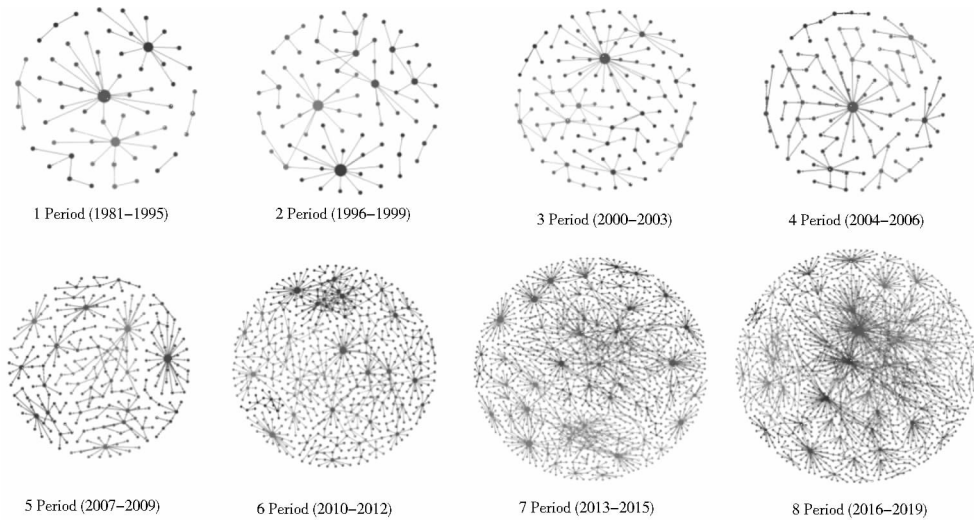 1 Period (1981–1995)
2 Period (1996–1999)
3 Period (2000–2003)
4 Period (2004–2006)
5 Period (2007–2009)
6 Period (2010–2012)
7 Period (2013–2015)
8 Period (2016–2019)